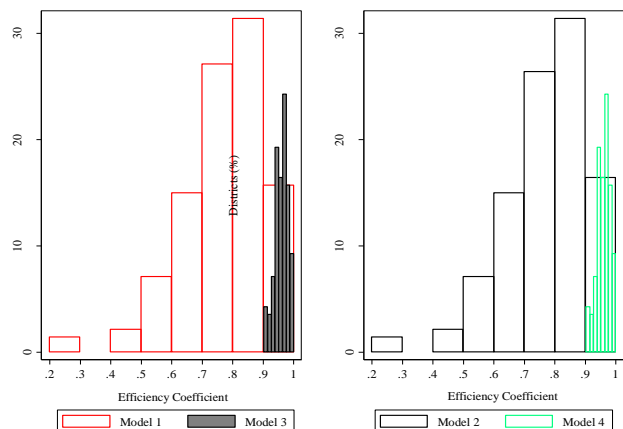 30
20
10
0
Districts (%)
.2 .3 .4 .5 .6 .7 .8 .9 1
Efficiency Coefficient
Model 1 Model 3
30
20
10
0
.2 .3 .4 .5 .6 .7 .8 .9 1
Efficiency Coefficient
Model 2 Model 4